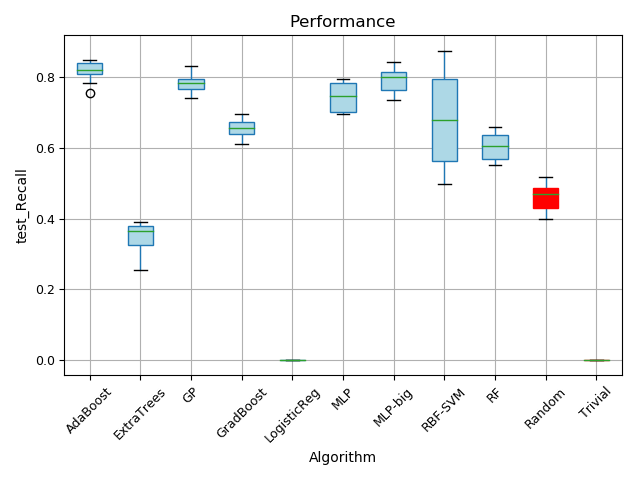 Performance
test_Recall
0.8
0.6
0.4
0.2
0.0
AdaBoost
ExtraTrees
GP
GradBoost
LogisticReg
MLP
MLP-big
RBF-SVM
RF
Random
Trivial
Algorithm